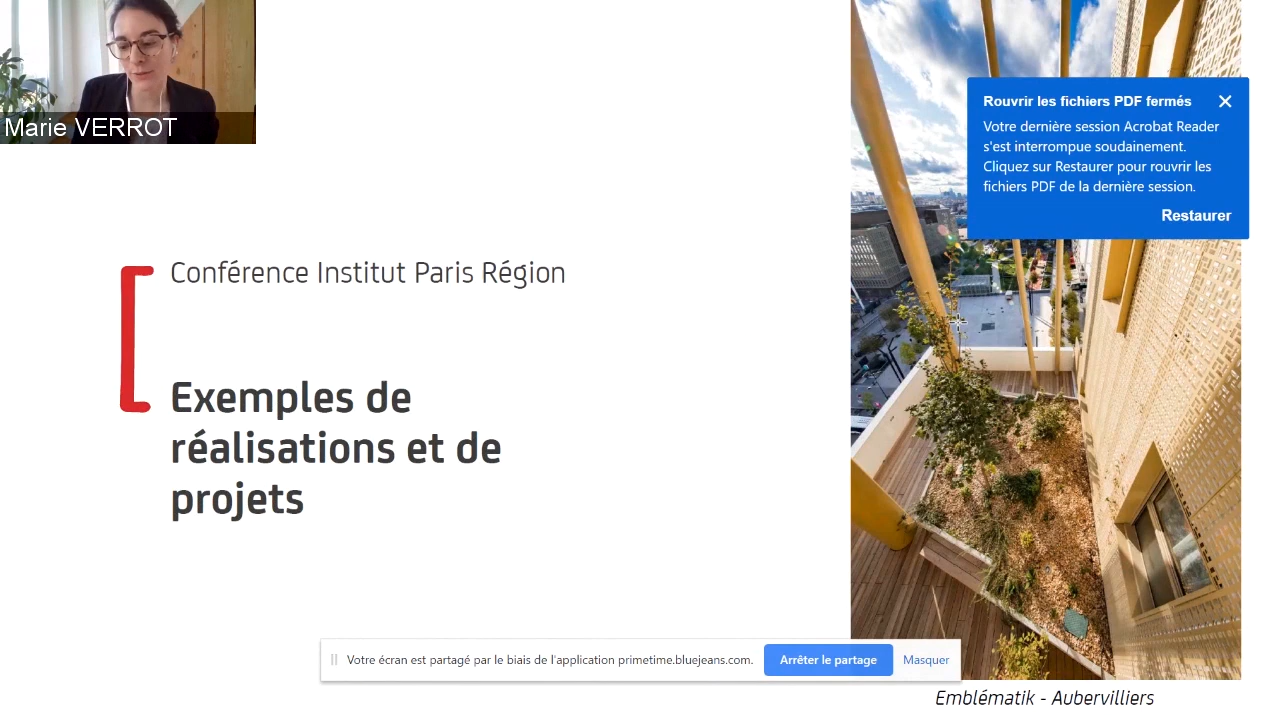 Marie VERROT
Rouvrir les fichiers PDF fermés
Votre dernière session Acrobat Reader
s'est interrompue soudainement.
Cliquez sur Restaurer pour rouvrir les
fichiers PDF de la dernière session.
Restaurer
Conférence Institut Paris Région
Exemples de
réalisations et de
projets
Votre écran est partagé par le biais de l'application primetime.bluejeans.com.
Arrêter le partage
Masquer
Emblématik - Aubervilliers